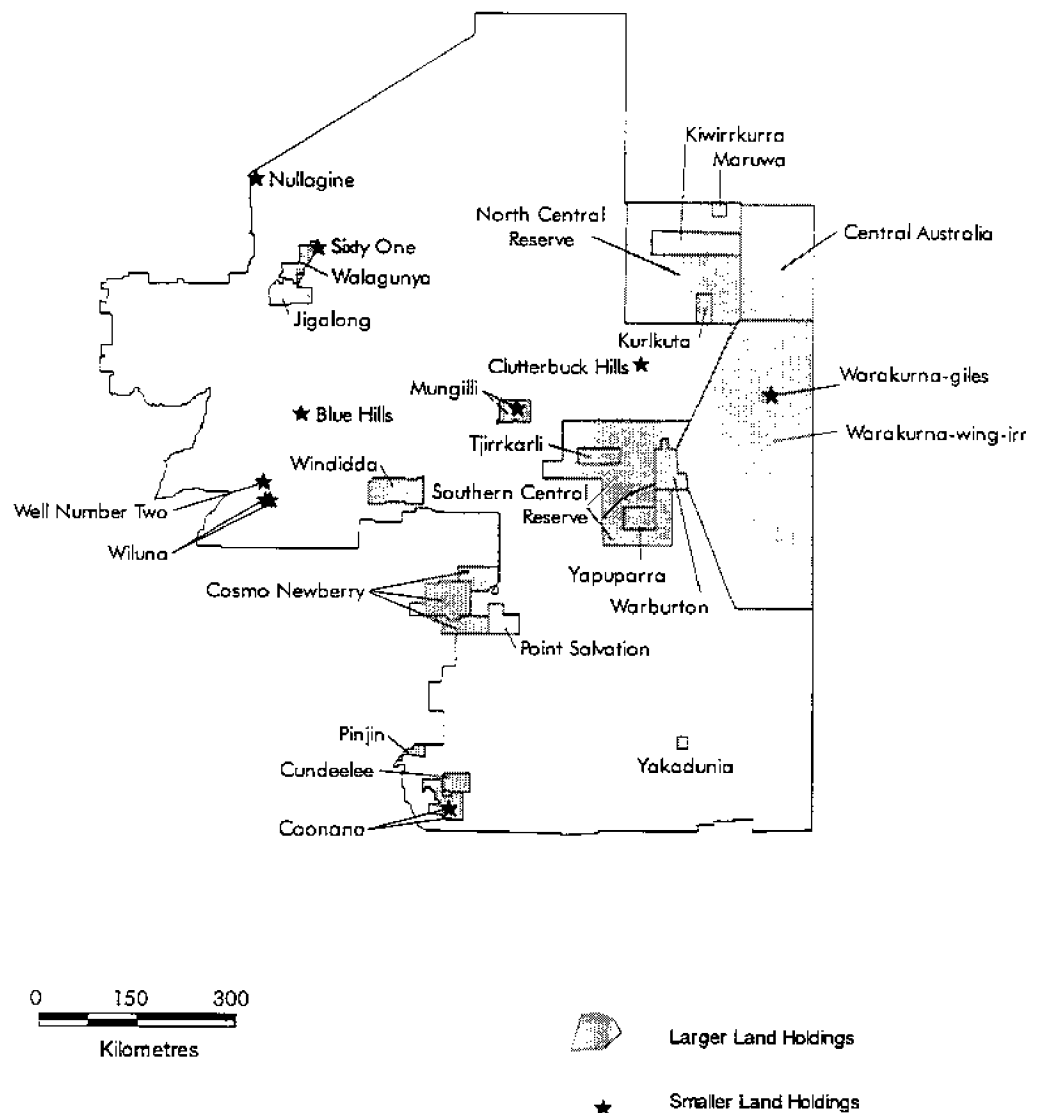 Kiwirrkurra
Maruwa
Nullagine
North Central
Reserve
Central Australia
Sixty One
Walagunya
Jigalong
Kurlkuta
Clutterbuck Hills
Warakurna-giles
Mungilli
Blue Hills
Warakurna-wing-irr
Tjirrkarli
Windidda
Southern Central
Reserve
Well Number Two
Wiluna
Yapuparra
Cosmo Newberry
Warburton
Point Salvation
Pinjin
Yakadunia
Cundeelee
Coonana
0 150 300
Kilometres
Larger Land Holdings
Smaller Land Holdings